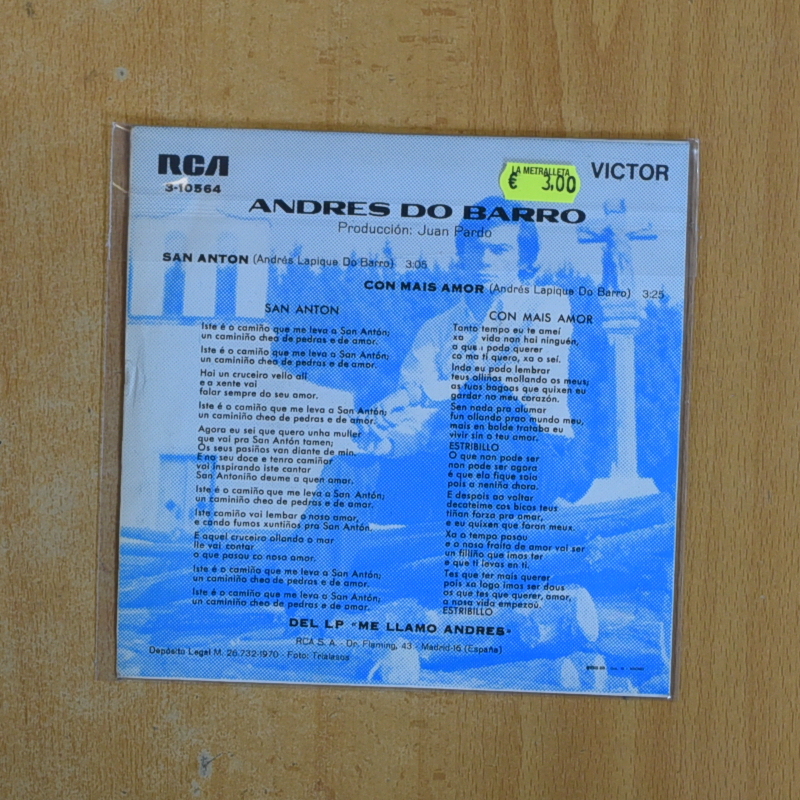 RCA
3-10564
LA METRALLETA
€ 3,00
VICTOR
ANDRES DO BARRO
Producción: Juan Pardo
SAN ANTON (Andrés Lapique Do Barro) 3:05
CON MAIS AMOR (Andrés Lapique Do Barro) 3:25
SAN ANTON
Iste é o camiño que me leva a San Antón;
un caminiño cheo de pedras e de amor.
Iste é o camiño que me leva a San Antón;
un caminiño cheo de pedras e de amor.
Hai un cruceiro vello alí
e a xente vai
falar sempre do seu amor.
Iste é o camiño que me leva a San Antón;
un caminiño cheo de pedras e de amor.
Agora eu sei que quero unha muller
que vai pra San Antón tamen;
Os seus pasiños van diante de min.
E no seu doce e tenro camiñar
vai inspirando iste cantar
San Antoniño deume a quen amar.
Iste é o camiño que me leva a San Antón;
un caminiño cheo de pedras e de amor.
Iste camiño vai lembar o noso amor,
e cando fumos xuntiños pra San Antón.
E aquel cruceiro ollando o mar
lle vai contar
o que pasou co noso amor.
Iste é o camiño que me leva a San Antón;
un caminiño cheo de pedras e de amor.
Iste é o camiño que me leva a San Antón;
un caminiño cheo de pedras e de amor.
CON MAIS AMOR
Tanto tempo eu te amei
xa vida non hai ninguén,
a que podo querer
co ma ti quero, xa o sei.
Inda eu podo lembrar
teus olliños mollando os meus;
as tuas bagoas que quixen eu
gardar no meu corazón.
Sen nada pra alumar
fun ollando prao mundo meu,
mais en balde trataba eu
vivir sin o teu amor.
ESTRIBILLO
O que non pode ser
non pode ser agora
é que ela fique soia
pois a neniña chora.
E despois ao voltar
decateime cos bicos teus
tiñan forza pra amar,
e eu quixen que foran meus.
Xa o tempo pasou
e o noso froito de amor vai ser
un filliño que imos ter
e que ti levas en ti.
Tes que ter mais querer
pois xa logo imos ser dous
os que tes que querer, amor,
a nosa vida empezou.
ESTRIBILLO
DEL LP "ME LLAMO ANDRES"
RCA S. A. - Dr. Fleming, 43 - Madrid-16 (España)
Depósito Legal M. 26.732-1970 - Foto: Trialasos